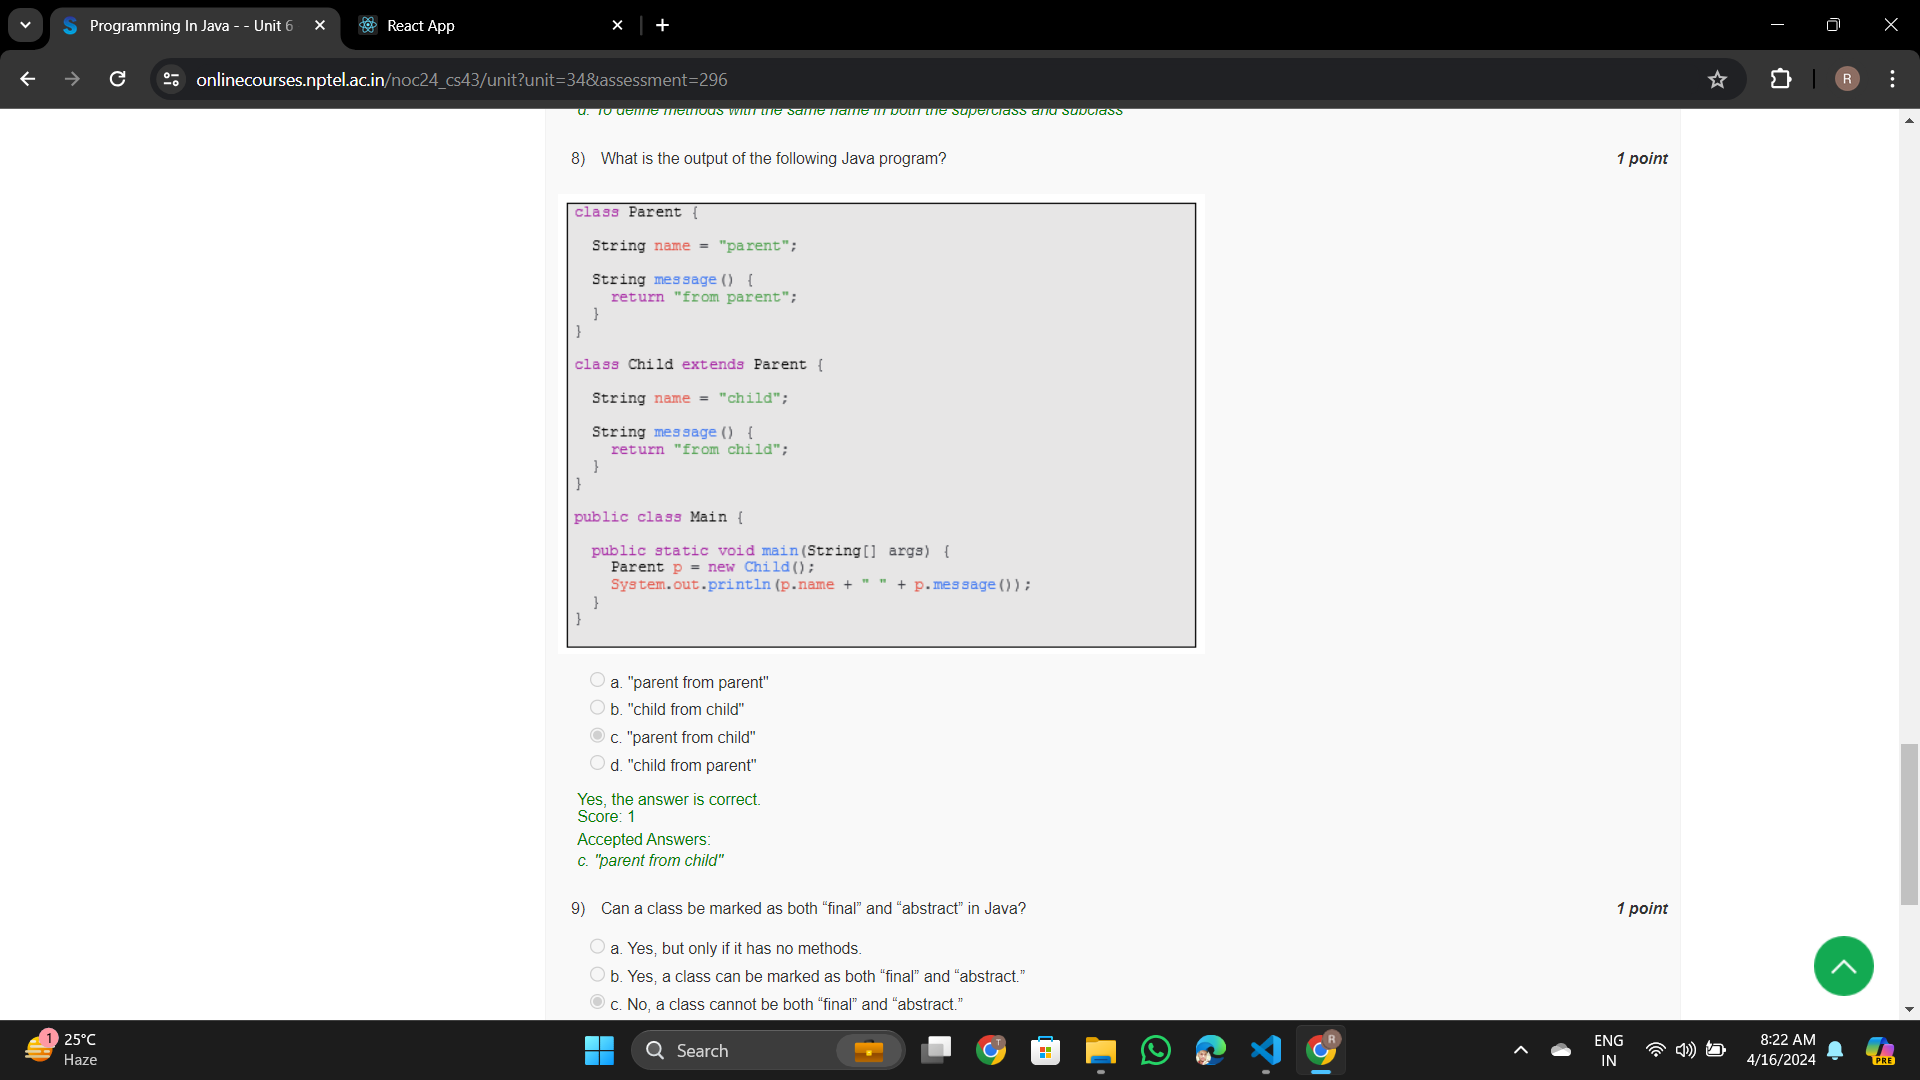 Programming In Java - - Unit 6
React App
onlinecourses.nptel.ac.in/noc24_cs43/unit?unit=34&assessment=296
R
d. To define methods with the same name in both the superclass and subclass
8) What is the output of the following Java program?
1 point
class Parent {
String name = "parent";
String message() {
return "from parent";
}
}
class Child extends Parent {
String name = "child";
String message() {
return "from child";
}
}
public class Main {
public static void main(String[] args) {
Parent p = new Child();
System.out.println(p.name + " " + p.message());
}
}
a. "parent from parent"
b. "child from child"
c. "parent from child"
d. "child from parent"
Yes, the answer is correct.
Score: 1
Accepted Answers:
c. "parent from child"
9) Can a class be marked as both “final” and “abstract” in Java?
1 point
a. Yes, but only if it has no methods.
b. Yes, a class can be marked as both “final” and “abstract.”
c. No, a class cannot be both “final” and “abstract.”
1
25°C
Haze
Search
T
R
ENG
IN
8:22 AM
4/16/2024
PRE